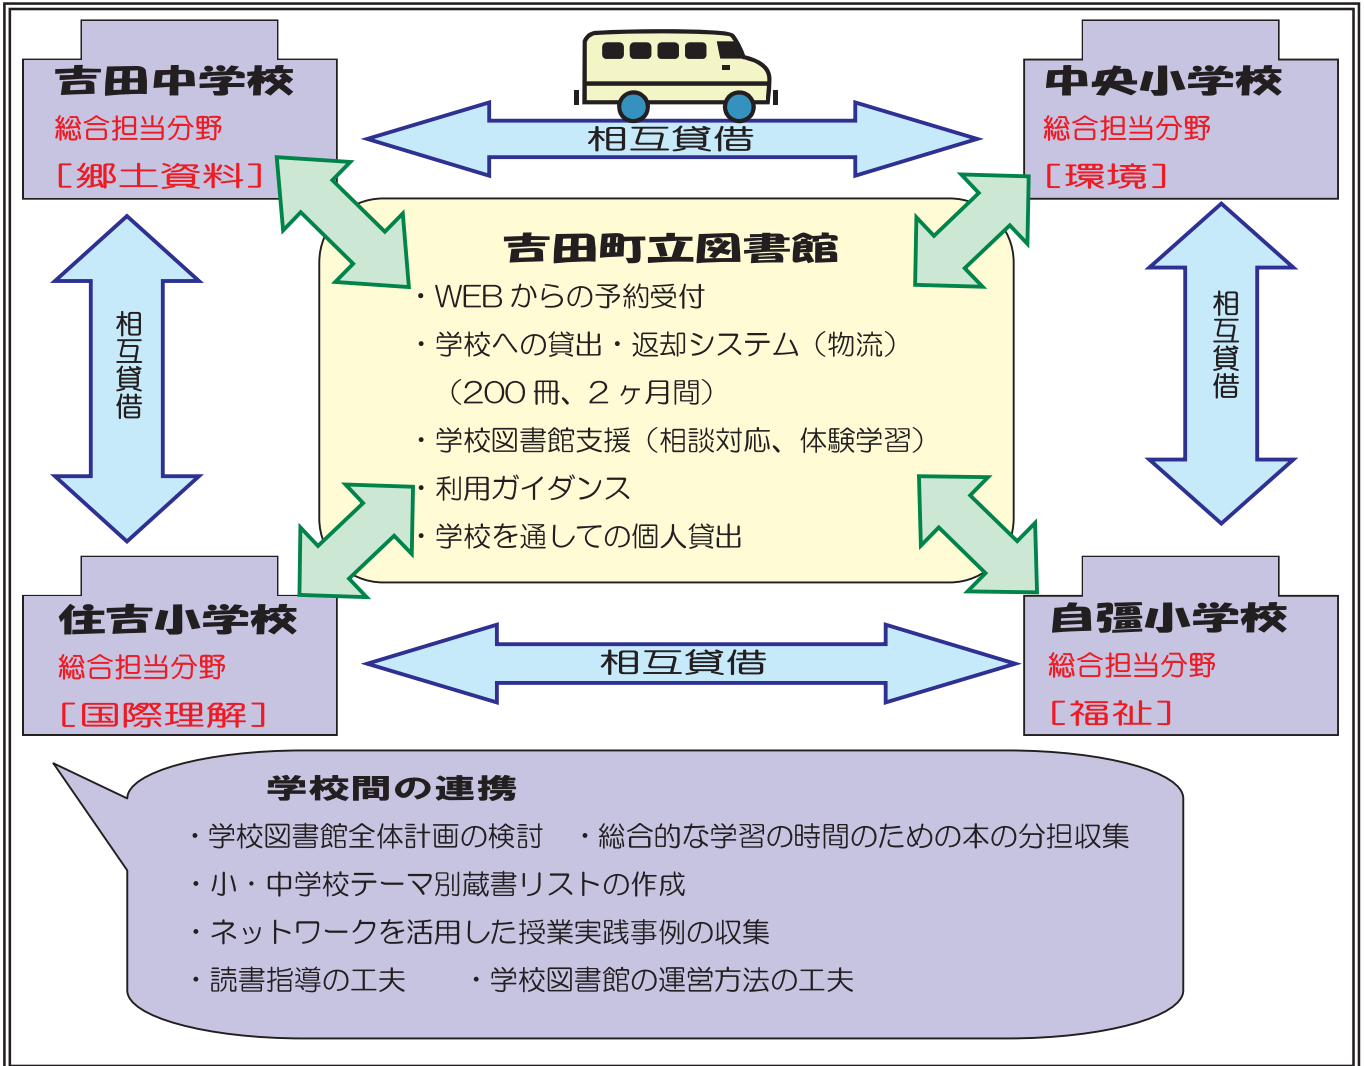 吉田中学校
総合担当分野
［郷土資料］
相互貸借
中央小学校
総合担当分野
［環境］
相互貸借
吉田町立図書館
・WEBからの予約受付
・学校への貸出・返却システム（物流）
（200冊、2ヶ月間）
・学校図書館支援（相談対応、体験学習）
・利用ガイダンス
・学校を通しての個人貸出
相互貸借
住吉小学校
総合担当分野
［国際理解］
相互貸借
自彊小学校
総合担当分野
［福祉］
学校間の連携
・学校図書館全体計画の検討　・総合的な学習の時間のための本の分担収集
・小・中学校テーマ別蔵書リストの作成
・ネットワークを活用した授業実践事例の収集
・読書指導の工夫　　・学校図書館の運営方法の工夫